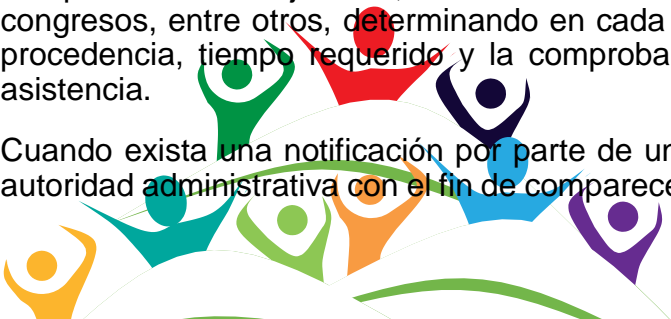 congresos, entre otros, determinando en cada
procedencia, tiempo requerido y la comproba
asistencia.
Cuando exista una notificación por parte de un
autoridad administrativa con el fin de comparece